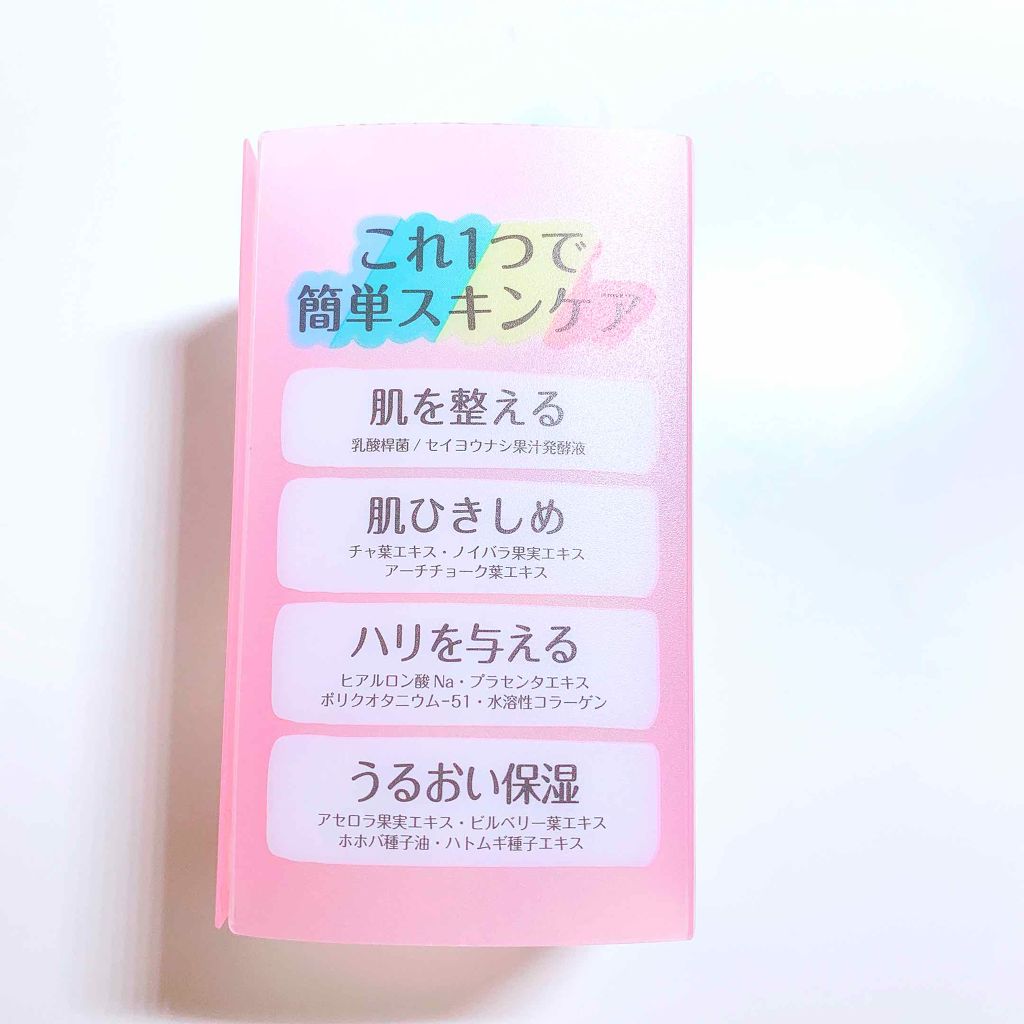 これ1つで
簡単スキンケア
肌を整える
乳酸桿菌 / セイヨウナシ果汁発酵液
肌ひきしめ
チャ葉エキス・ノイバラ果実エキス
アーチチョーク葉エキス
ハリを与える
ヒアルロン酸 Na・プラセンタエキス
ポリクオタニウム-51・水溶性コラーゲン
うるおい保湿
アセロラ果実エキス・ビルベリー葉エキス
ホホバ種子油・ハトムギ種子エキス